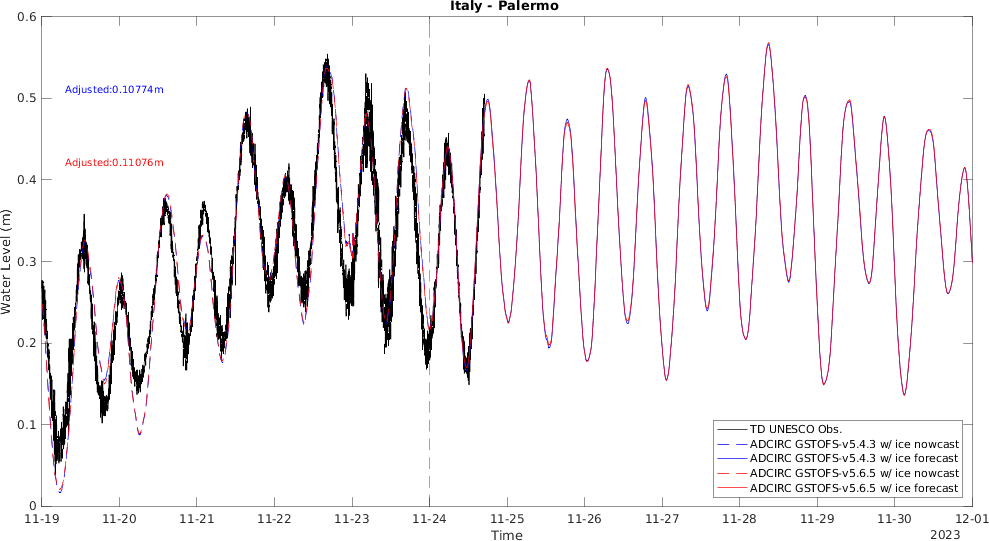 Italy - Palermo
0.6
0.5
0.4
0.3
0.2
0.1
0
Water Level (m)
Adjusted:0.10774m
Adjusted:0.11076m
TD UNESCO Obs.
ADCIRC GSTOFS-v5.4.3 w/ ice nowcast
ADCIRC GSTOFS-v5.4.3 w/ ice forecast
ADCIRC GSTOFS-v5.6.5 w/ ice nowcast
ADCIRC GSTOFS-v5.6.5 w/ ice forecast
11-19 11-20 11-21 11-22 11-23 11-24 11-25 11-26 11-27 11-28 11-29 11-30 12-01
Time
2023